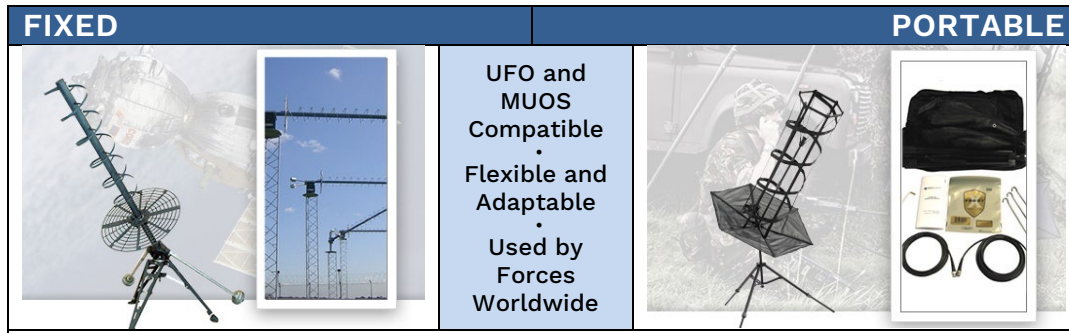 FIXED
PORTABLE
UFO and
MUOS
Compatible
•
Flexible and
Adaptable
•
Used by
Forces
Worldwide